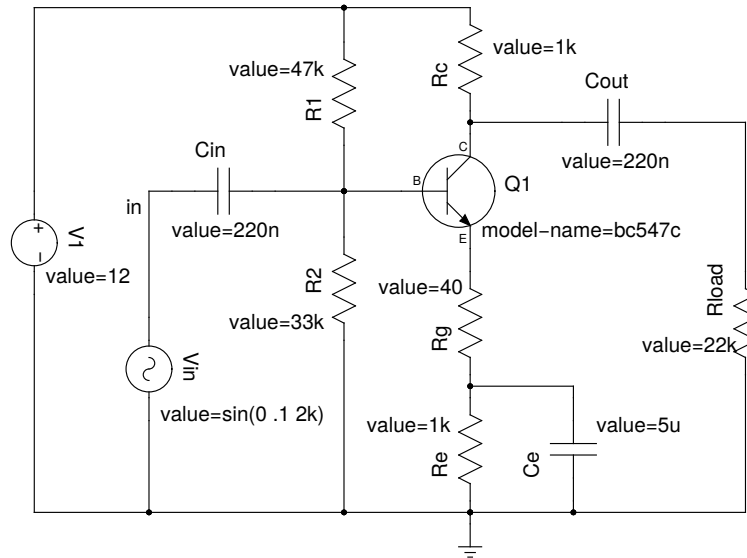 value=1k
Rc
value=47k
R1
Cout
value=220n
Cin
in
value=220n
C
B
E
Q1
model-name=bc547c
V1
+
-
value=12
R2
value=33k
value=40
Rg
Rload
value=22k
Vin
value=sin(0 .1 2k)
value=1k
Re
Ce
value=5u